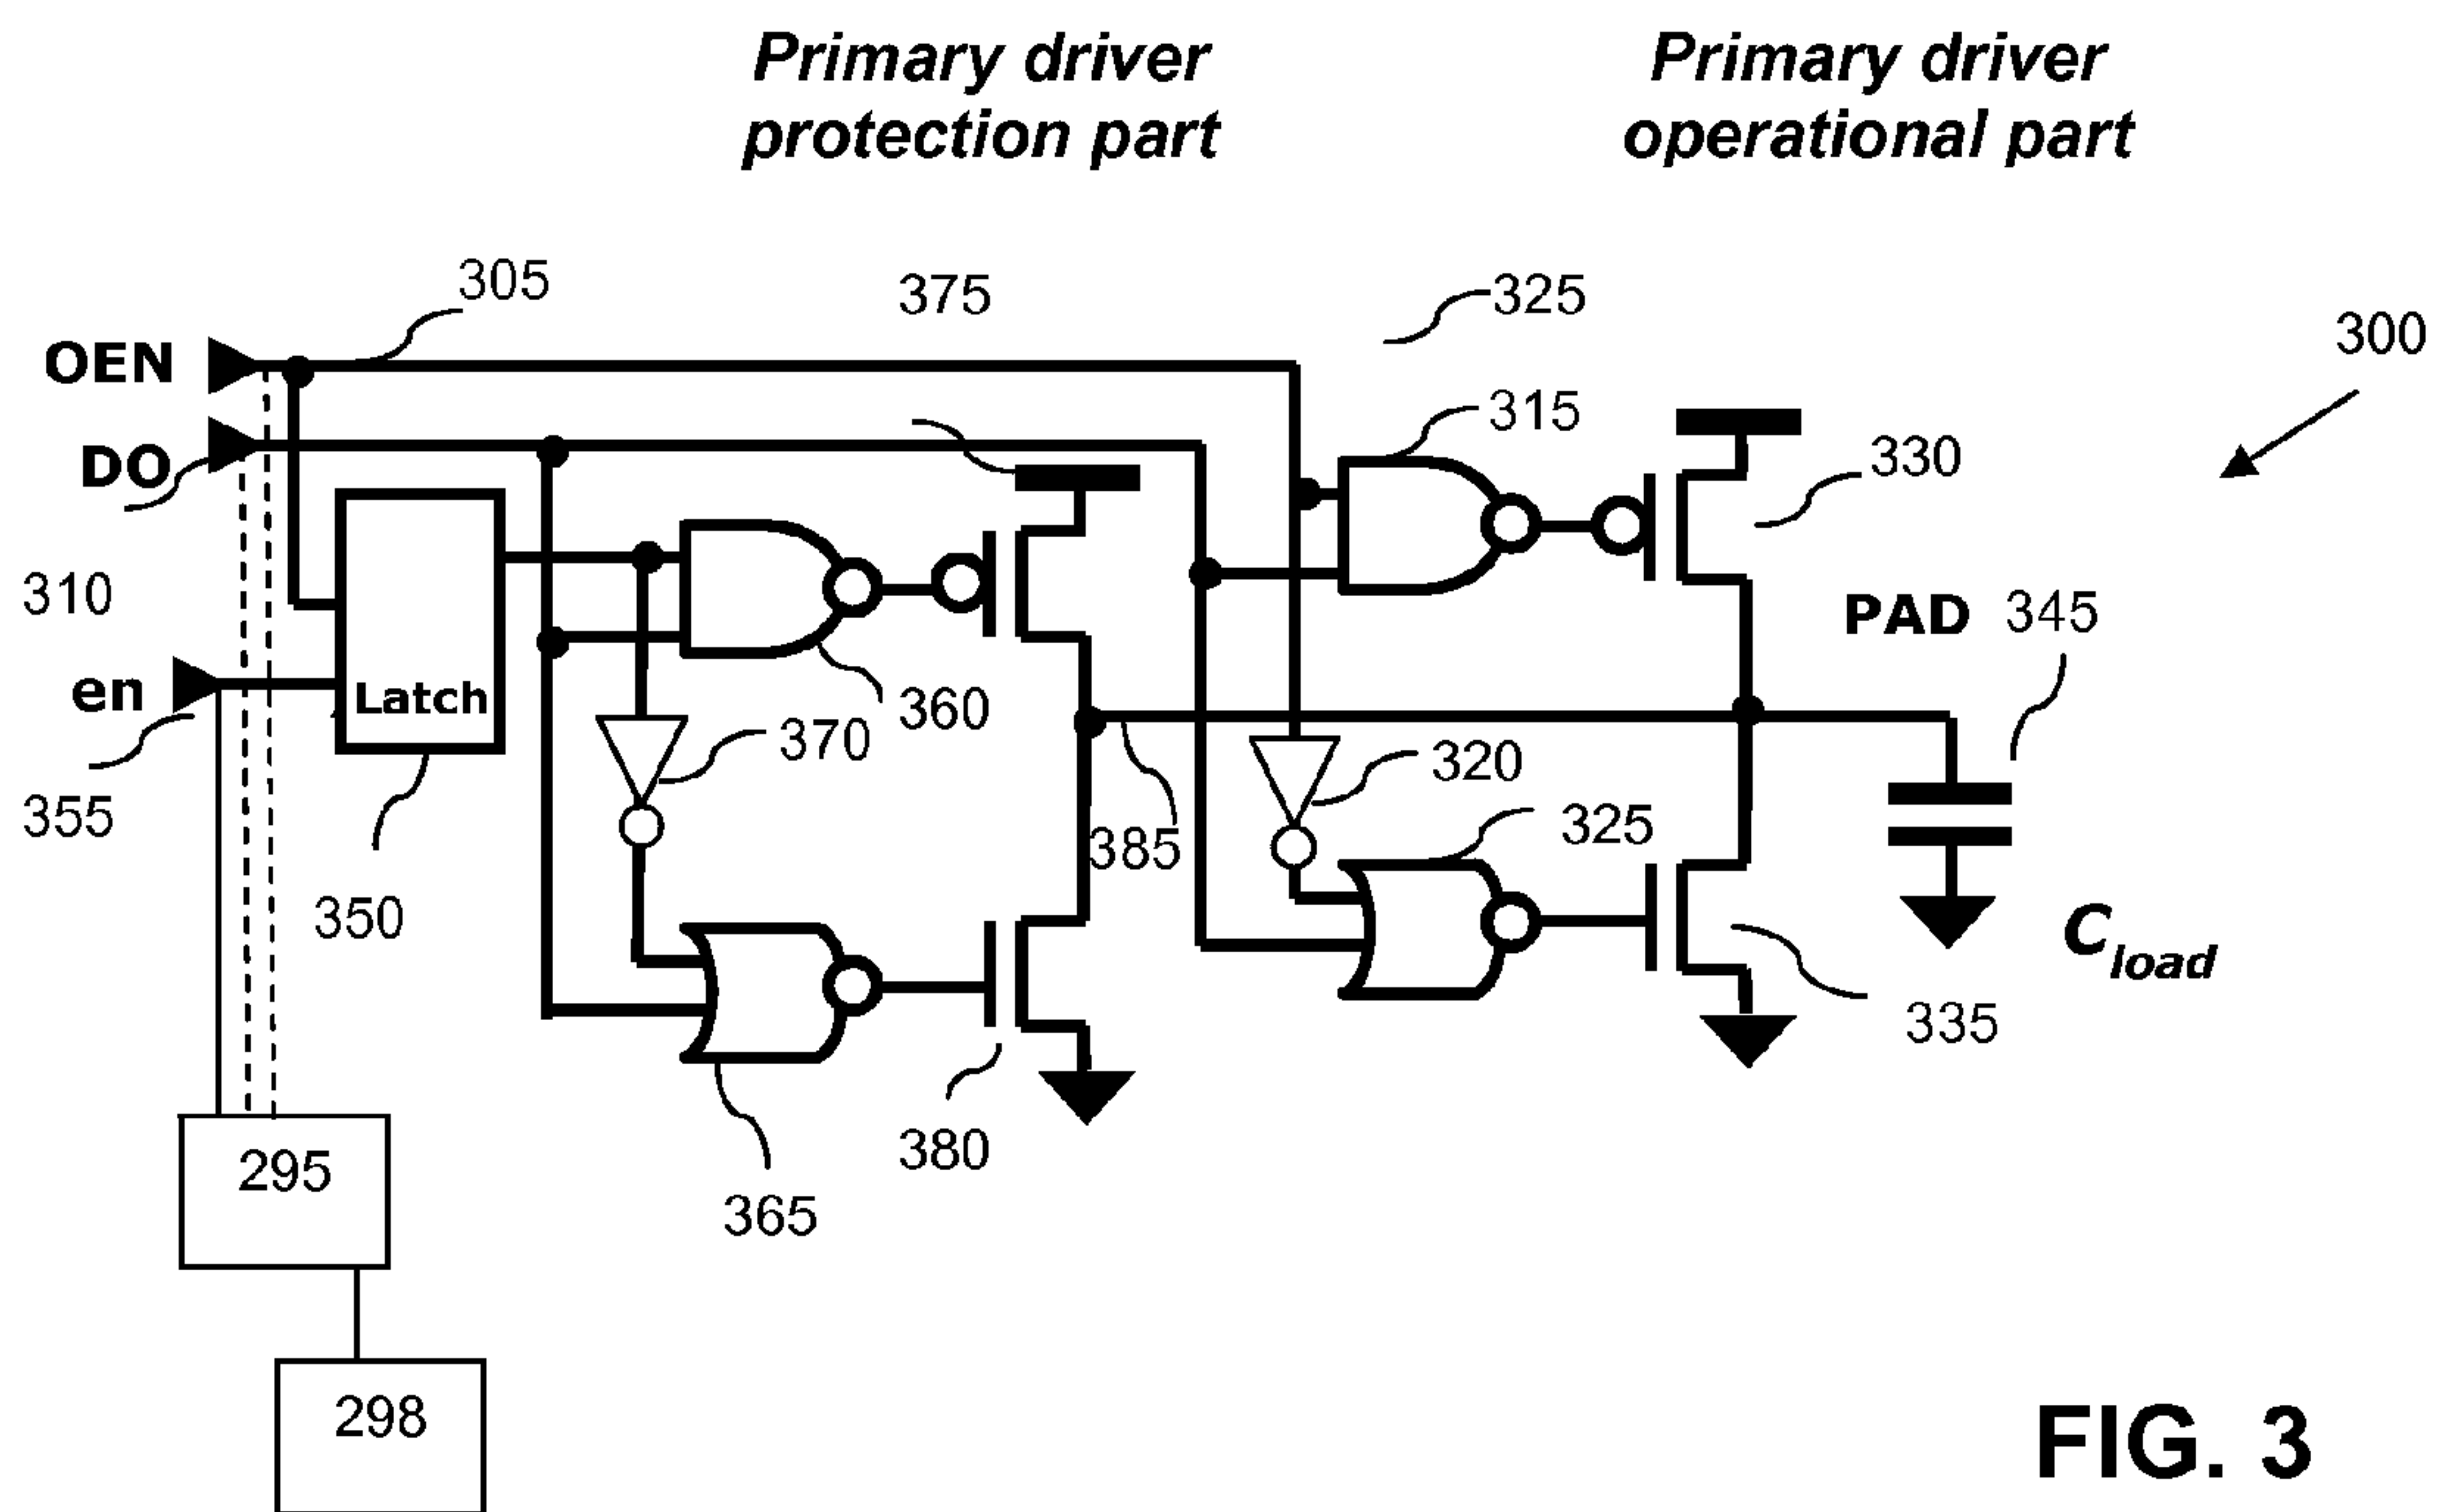 Primary driver
protection part
Primary driver
operational part
305
375
325
300
OEN
315
DO
330
310
PAD 345
en
Latch
360
370
320
355
385
325
350
Cload
335
380
295
365
298
FIG. 3